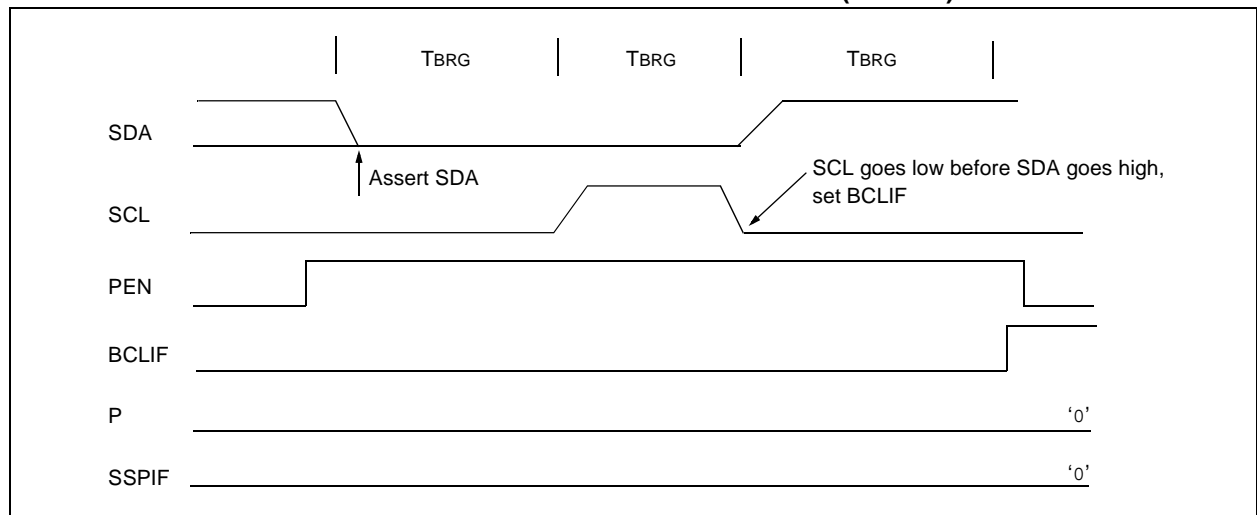 TBRG TBRG TBRG
SDA
Assert SDA
SCL goes low before SDA goes high,
set BCLIF
SCL
PEN
BCLIF
P '0'
SSPIF '0'